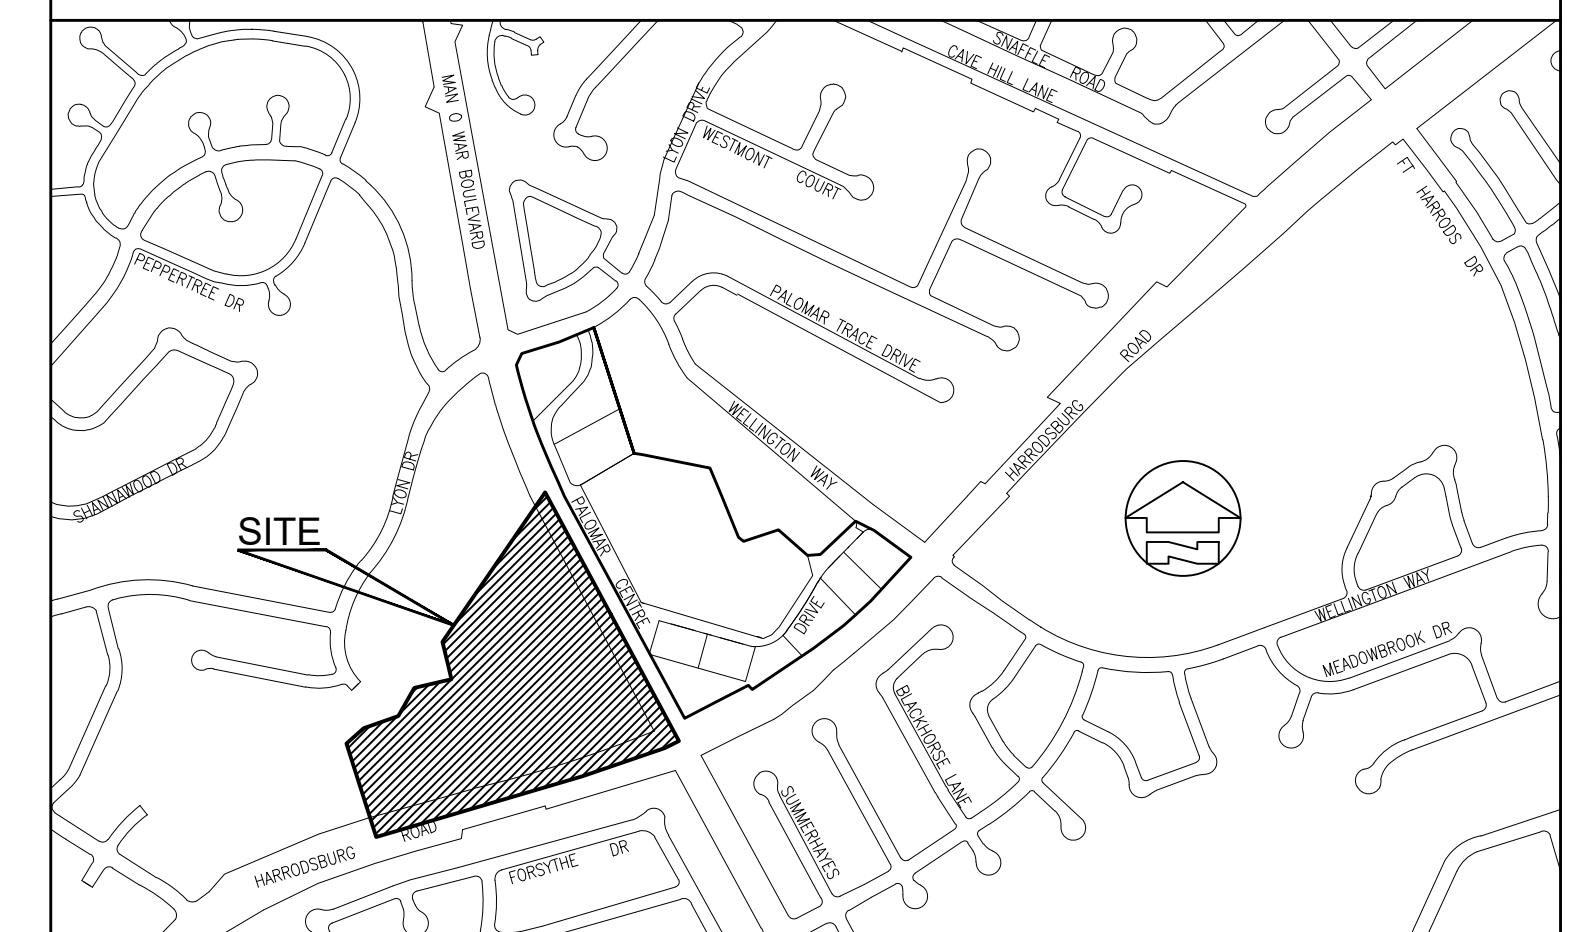 SNAFFLE ROAD
CAVE HILL LANE
MAN O WAR BOULEVARD
LYON DRIVE
WESTMONT COURT
FT HARRODS DR
PEPPERTREE DR
PALOMAR TRACE DRIVE
HARRODSBURG ROAD
WELLINGTON WAY
SHANNAWOOD DR
LYON DR
SITE
PALOMAR CENTRE DRIVE
WELLINGTON WAY
MEADOWBROOK DR
BLACKHORSE LANE
SUMMERHAYES
HARRODSBURG ROAD
FORSYTHE DR
N